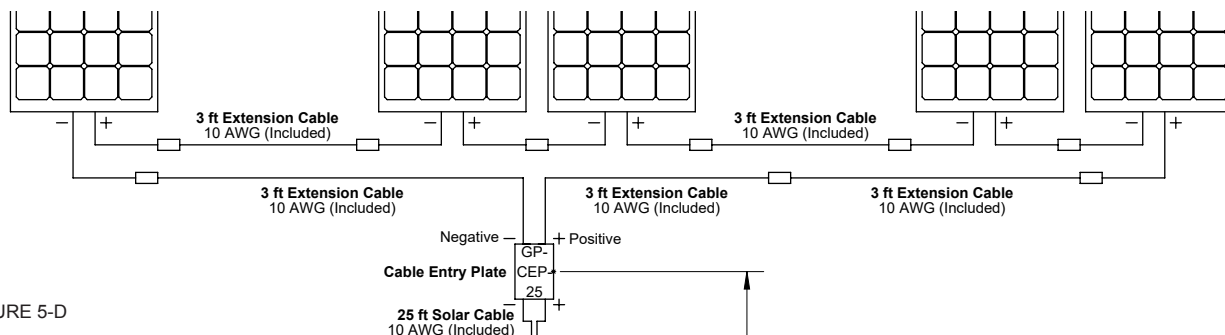 − + − + − + − + − +
3 ft Extension Cable
10 AWG (Included)
3 ft Extension Cable
10 AWG (Included)
3 ft Extension Cable
10 AWG (Included)
3 ft Extension Cable
10 AWG (Included)
3 ft Extension Cable
10 AWG (Included)
Negative − + Positive
GP-
Cable Entry Plate CEP-
25
− +
25 ft Solar Cable
10 AWG (Included)
URE 5-D